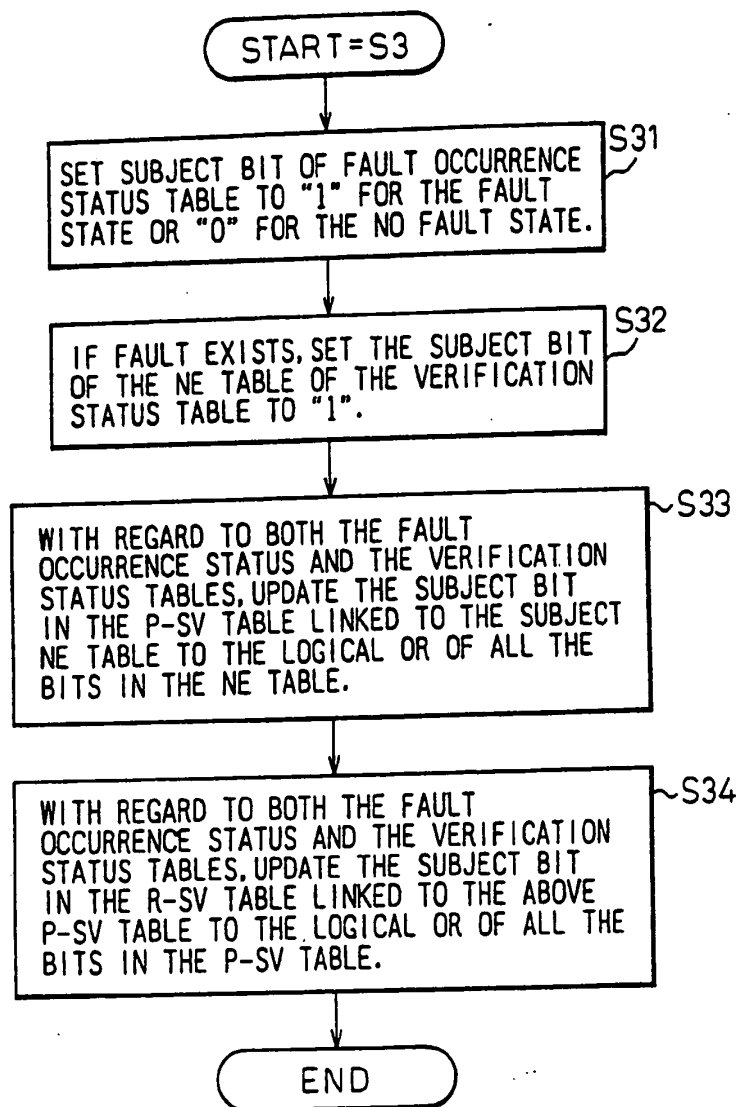 START=S3
S31
SET SUBJECT BIT OF FAULT OCCURRENCE
STATUS TABLE TO "1" FOR THE FAULT
STATE OR "0" FOR THE NO FAULT STATE.
S32
IF FAULT EXISTS, SET THE SUBJECT BIT
OF THE NE TABLE OF THE VERIFICATION
STATUS TABLE TO "1".
S33
WITH REGARD TO BOTH THE FAULT
OCCURRENCE STATUS AND THE VERIFICATION
STATUS TABLES, UPDATE THE SUBJECT BIT
IN THE P-SV TABLE LINKED TO THE SUBJECT
NE TABLE TO THE LOGICAL OR OF ALL THE
BITS IN THE NE TABLE.
S34
WITH REGARD TO BOTH THE FAULT
OCCURRENCE STATUS AND THE VERIFICATION
STATUS TABLES, UPDATE THE SUBJECT BIT
IN THE R-SV TABLE LINKED TO THE ABOVE
P-SV TABLE TO THE LOGICAL OR OF ALL THE
BITS IN THE P-SV TABLE.
END